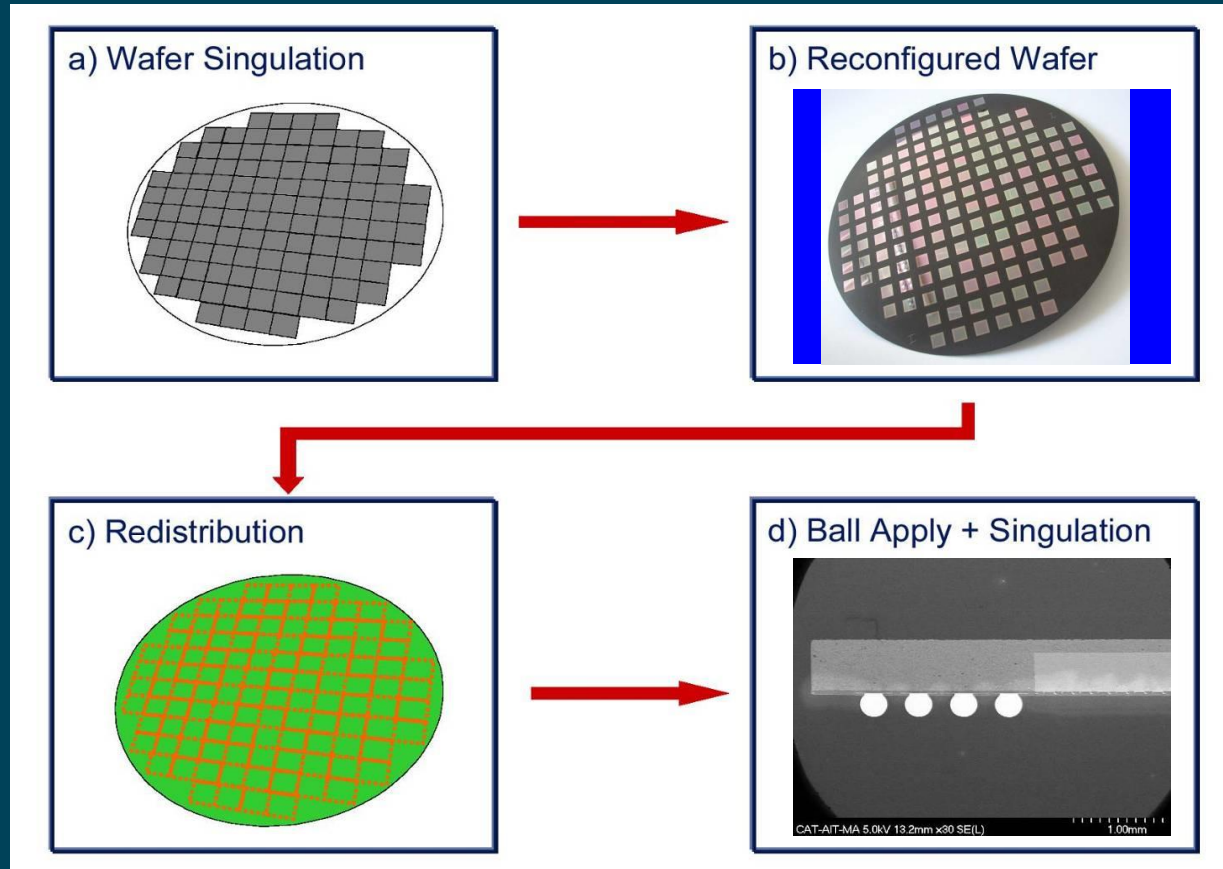 a) Wafer Singulation
b) Reconfigured Wafer
c) Redistribution
d) Ball Apply + Singulation
CAT-AIT-MA 5.0kV 13.2mm x30 SE(L)
1.00mm